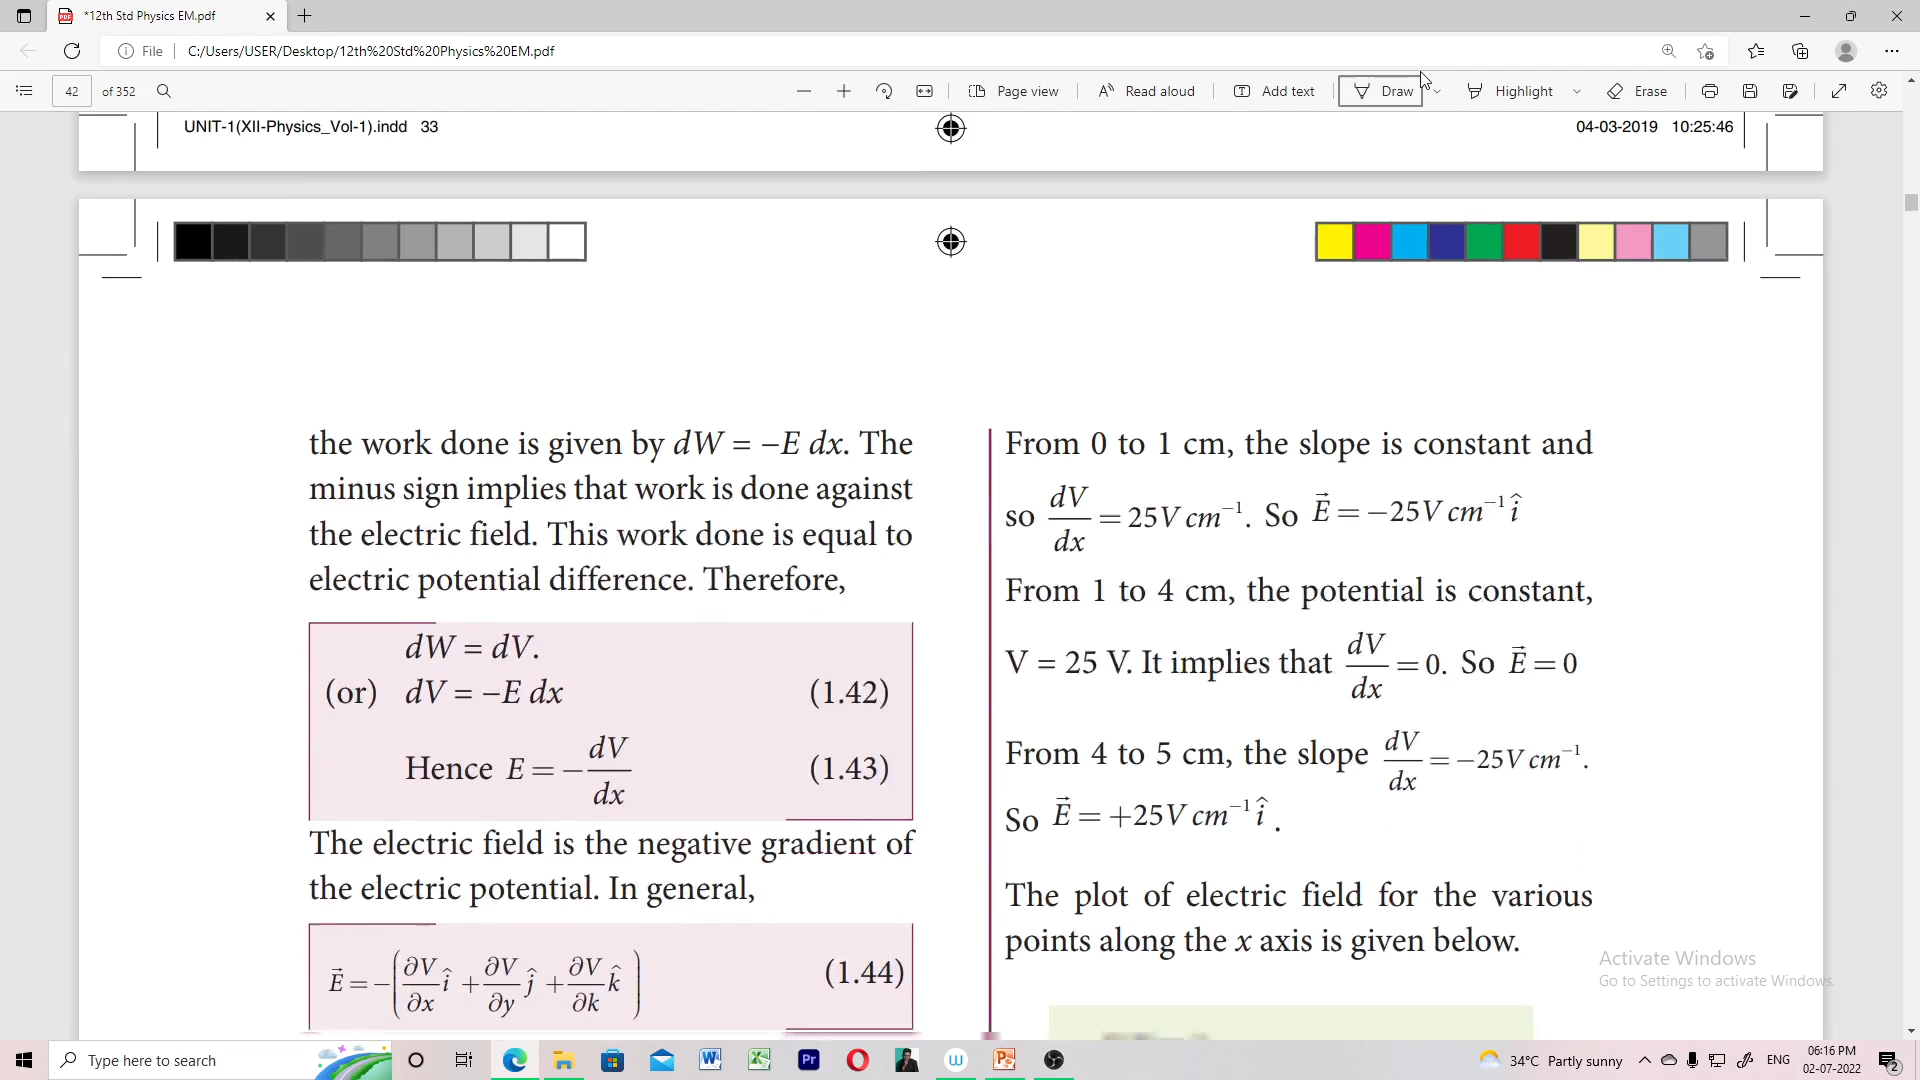 *12th Std Physics EM.pdf
File | C:/Users/USER/Desktop/12th%20Std%20Physics%20EM.pdf
42 of 352
Page view
Read aloud
Add text
Draw
Highlight
Erase
UNIT-1(XII-Physics_Vol-1).indd 33
04-03-2019 10:25:46
the work done is given by dW = −E dx. The
minus sign implies that work is done against
the electric field. This work done is equal to
electric potential difference. Therefore,
dW = dV.
(or) dV = −E dx (1.42)
Hence E = −dV/dx (1.43)
The electric field is the negative gradient of
the electric potential. In general,
E⃗ = −(∂V/∂x î + ∂V/∂y ĵ + ∂V/∂k k̂) (1.44)
From 0 to 1 cm, the slope is constant and
so dV/dx = 25V cm⁻¹. So E⃗ = −25V cm⁻¹ î
From 1 to 4 cm, the potential is constant,
V = 25 V. It implies that dV/dx = 0. So E⃗ = 0
From 4 to 5 cm, the slope dV/dx = −25V cm⁻¹.
So E⃗ = +25V cm⁻¹ î .
The plot of electric field for the various
points along the x axis is given below.
Activate Windows
Go to Settings to activate Windows.
Type here to search
34°C Partly sunny
ENG
06:16 PM
02-07-2022
2